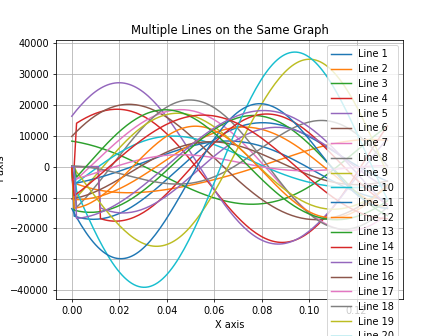 Multiple Lines on the Same Graph
40000
30000
20000
10000
0
−10000
−20000
−30000
−40000
0.00
0.02
0.04
0.06
0.08
0.10
X axis
Line 1
Line 2
Line 3
Line 4
Line 5
Line 6
Line 7
Line 8
Line 9
Line 10
Line 11
Line 12
Line 13
Line 14
Line 15
Line 16
Line 17
Line 18
Line 19
Line 20